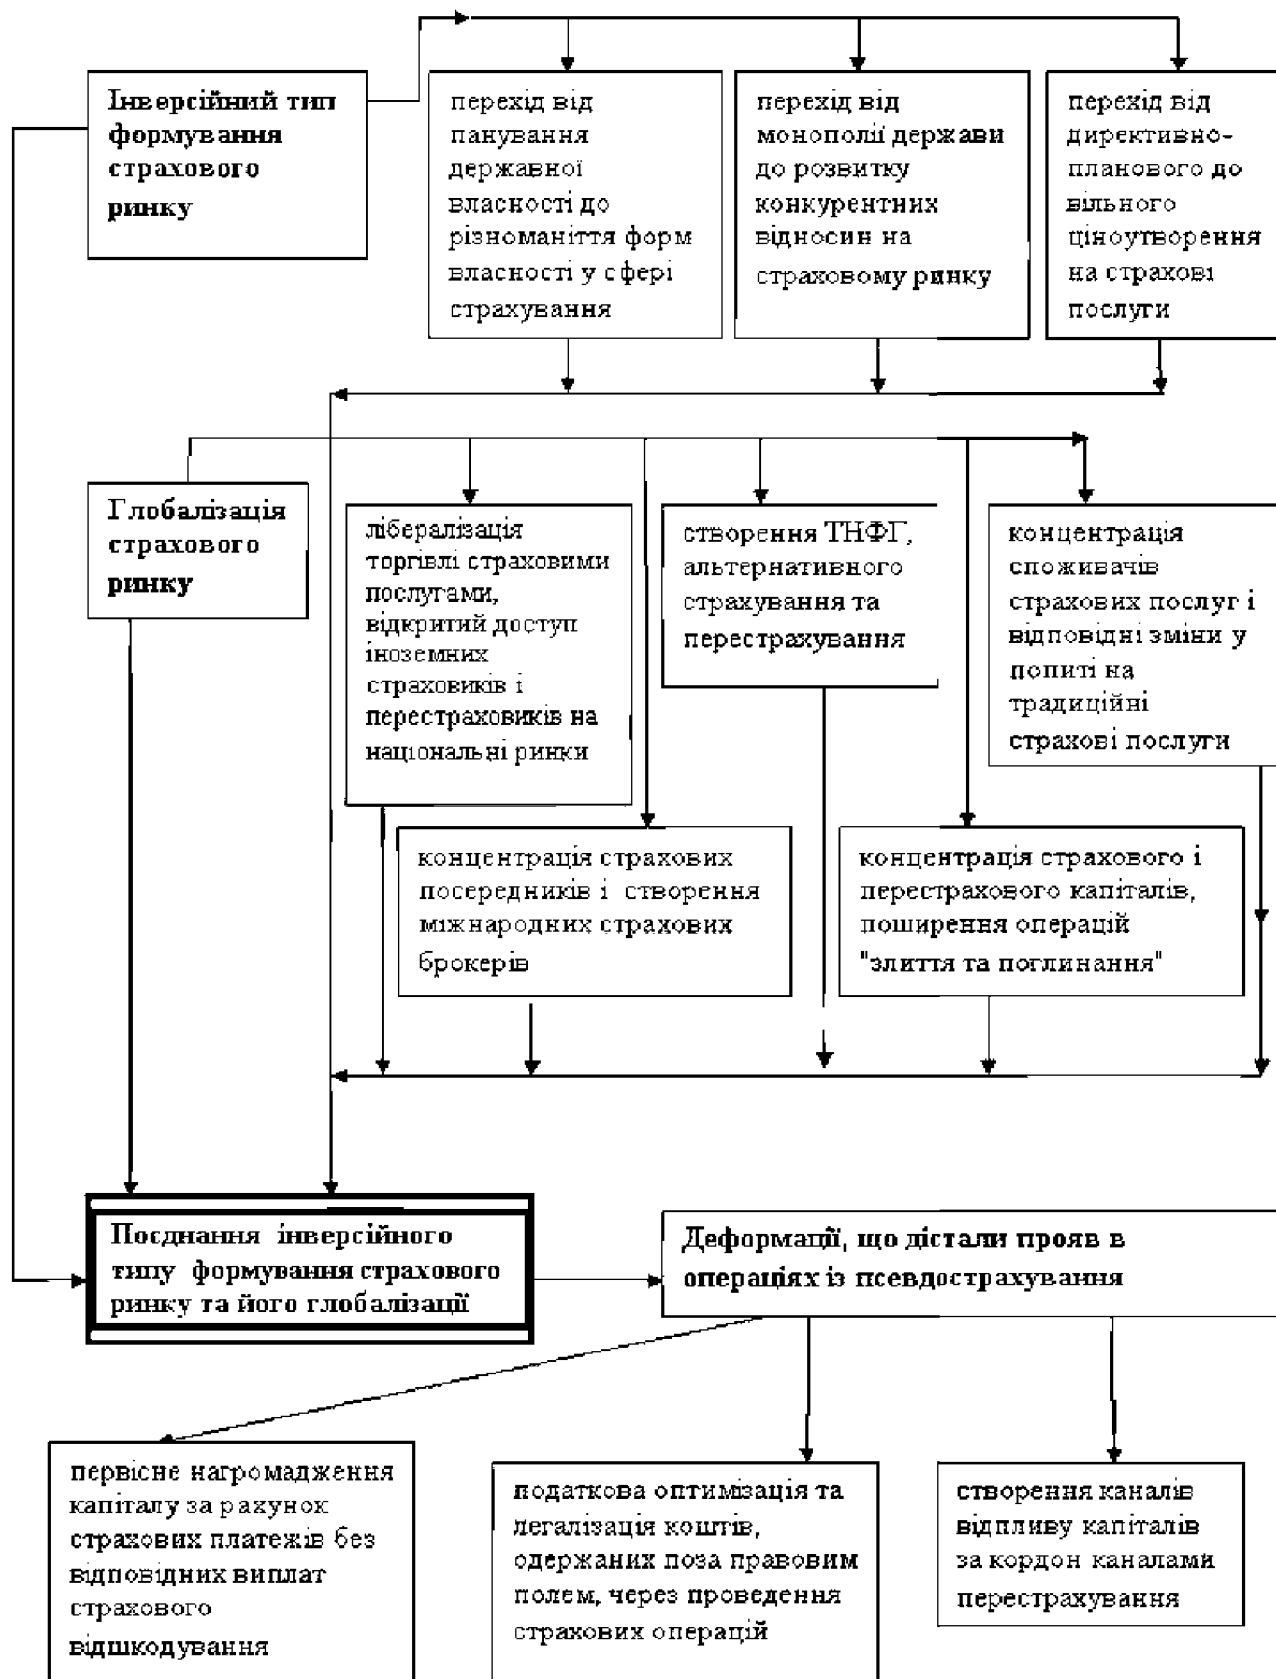 Інверсійний тип
формування
страхового
ринку
перехід від
панування
державної
власності до
різноманіття форм
власності у сфері
страхування
перехід від
монополії держави
до розвитку
конкурентних
відносин на
страховому ринку
перехід від
директивно-
планового до
вільного
ціноутворення
на страхові
послуги
Глобалізація
страхового
ринку
лібералізація
торгівлі страховими
послугами,
відкритий доступ
іноземних
страховиків і
перестраховиків на
національні ринки
створення ТНФГ,
альтернативного
страхування та
перестрахування
концентрація
споживачів
страхових послуг і
відповідні зміни у
попиті на
традиційні
страхові послуги
концентрація страхових
посередників і створення
міжнародних страхових
брокерів
концентрація страхового і
перестрахового капіталів,
поширення операцій
"злиття та поглинання"
Поєднання інверсійного
типу формування страхового
ринку та його глобалізації
Деформації, що дістали прояв в
операціях із псевдострахування
первісне нагромадження
капіталу за рахунок
страхових платежів без
відповідних виплат
страхового
відшкодування
податкова оптимізація та
легалізація коштів,
одержаних поза правовим
полем, через проведення
страхових операцій
створення каналів
відпливу капіталів
за кордон каналами
перестрахування